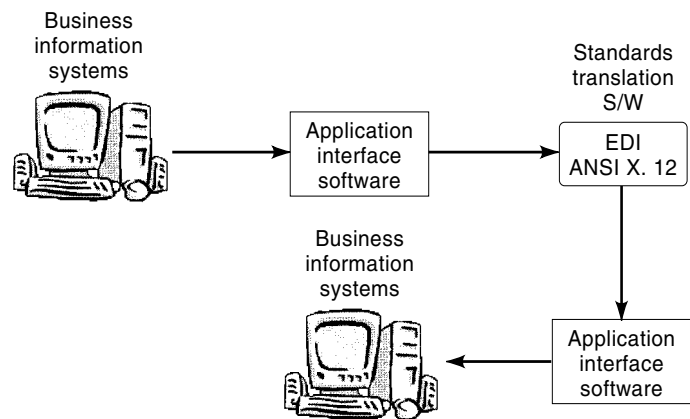 Business
information
systems
Application
interface
software
Standards
translation
S/W
EDI
ANSI X. 12
Business
information
systems
Application
interface
software